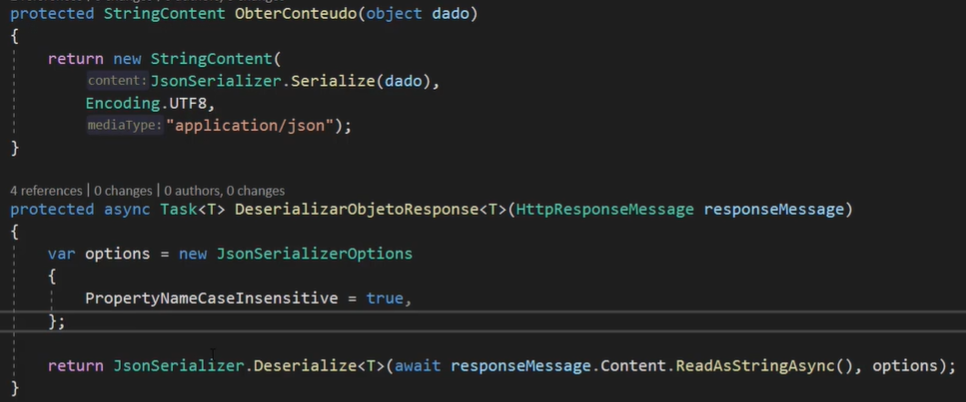 protected StringContent ObterConteudo(object dado)
{
return new StringContent(
content: JsonSerializer.Serialize(dado),
Encoding.UTF8,
mediaType: "application/json");
}
4 references | 0 changes | 0 authors, 0 changes
protected async Task<T> DeserializarObjetoResponse<T>(HttpResponseMessage responseMessage)
{
var options = new JsonSerializerOptions
{
PropertyNameCaseInsensitive = true,
};
return JsonSerializer.Deserialize<T>(await responseMessage.Content.ReadAsStringAsync(), options);
}